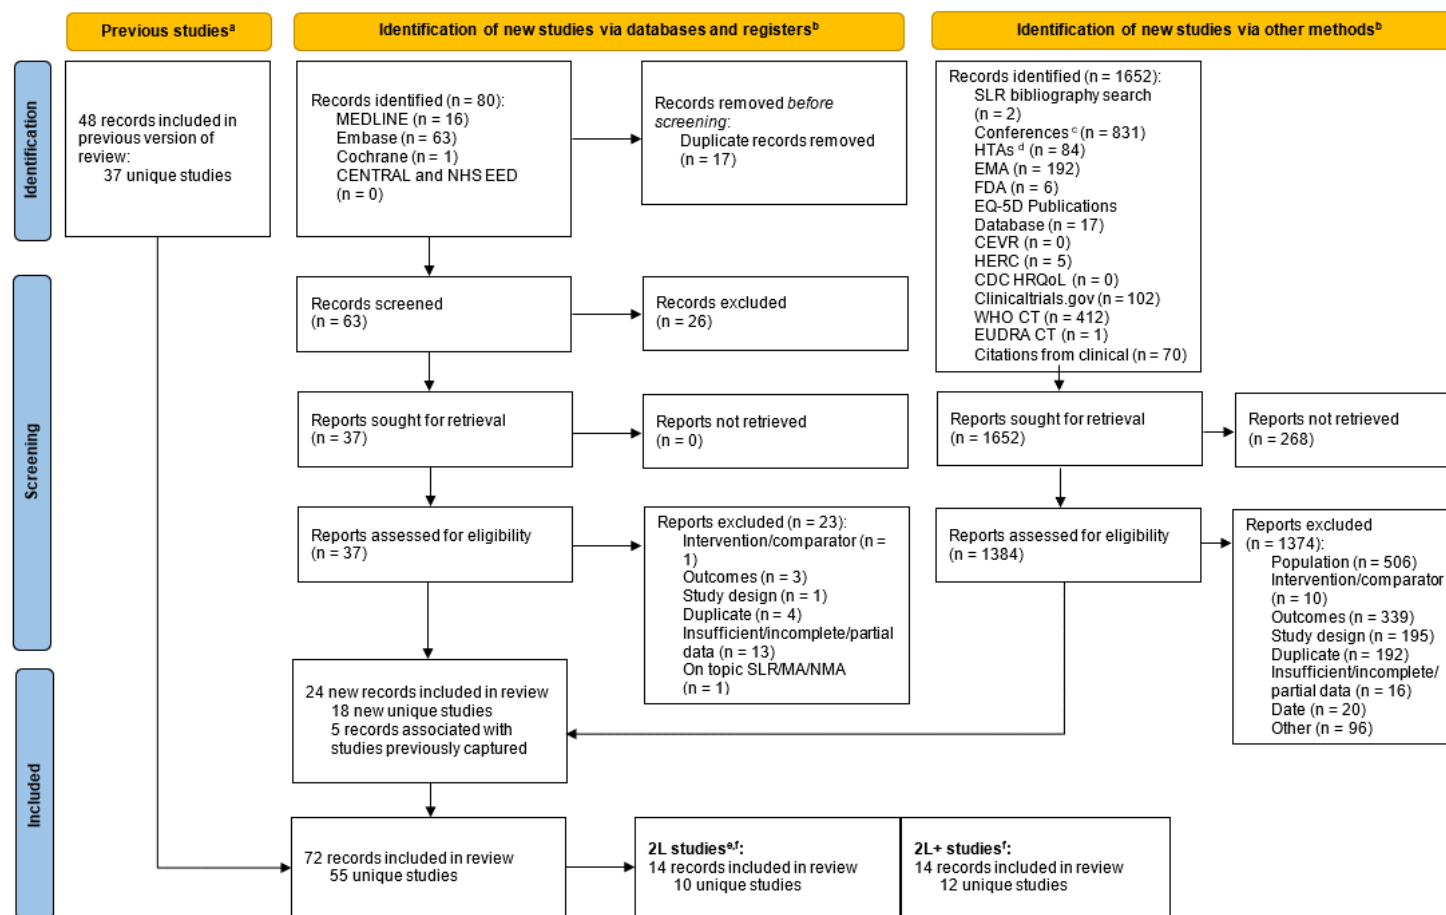 Previous studiesᵃ
Identification of new studies via databases and registersᵇ
Identification of new studies via other methodsᵇ
Identification
48 records included in
previous version of
review:
37 unique studies
Records identified (n = 80):
MEDLINE (n = 16)
Embase (n = 63)
Cochrane (n = 1)
CENTRAL and NHS EED
(n = 0)
Records removed before
screening:
Duplicate records removed
(n = 17)
Records identified (n = 1652):
SLR bibliography search
(n = 2)
Conferences ᶜ (n = 831)
HTAs ᵈ (n = 84)
EMA (n = 192)
FDA (n = 6)
EQ-5D Publications
Database (n = 17)
CEVR (n = 0)
HERC (n = 5)
CDC HRQoL (n = 0)
Clinicaltrials.gov (n = 102)
WHO CT (n = 412)
EUDRA CT (n = 1)
Citations from clinical (n = 70)
Screening
Records screened
(n = 63)
Records excluded
(n = 26)
Reports sought for retrieval
(n = 37)
Reports not retrieved
(n = 0)
Reports sought for retrieval
(n = 1652)
Reports not retrieved
(n = 268)
Reports assessed for eligibility
(n = 37)
Reports excluded (n = 23):
Intervention/comparator (n =
1)
Outcomes (n = 3)
Study design (n = 1)
Duplicate (n = 4)
Insufficient/incomplete/partial
data (n = 13)
On topic SLR/MA/NMA
(n = 1)
Reports assessed for eligibility
(n = 1384)
Reports excluded
(n = 1374):
Population (n = 506)
Intervention/comparator
(n = 10)
Outcomes (n = 339)
Study design (n = 195)
Duplicate (n = 192)
Insufficient/incomplete/
partial data (n = 16)
Date (n = 20)
Other (n = 96)
Included
24 new records included in review
18 new unique studies
5 records associated with
studies previously captured
72 records included in review
55 unique studies
2L studiesᵉ,ᶠ:
14 records included in review
10 unique studies
2L+ studiesᶠ:
14 records included in review
12 unique studies